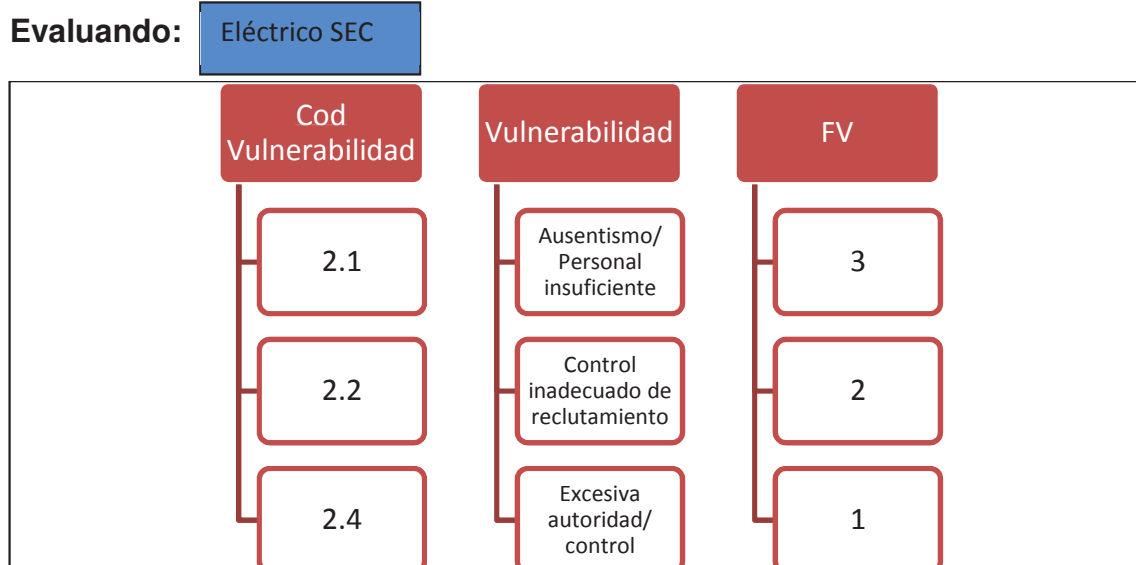 Evaluando: Eléctrico SEC
Cod
Vulnerabilidad
Vulnerabilidad
FV
2.1
Ausentismo/
Personal
insuficiente
3
2.2
Control
inadecuado de
reclutamiento
2
2.4
Excesiva
autoridad/
control
1